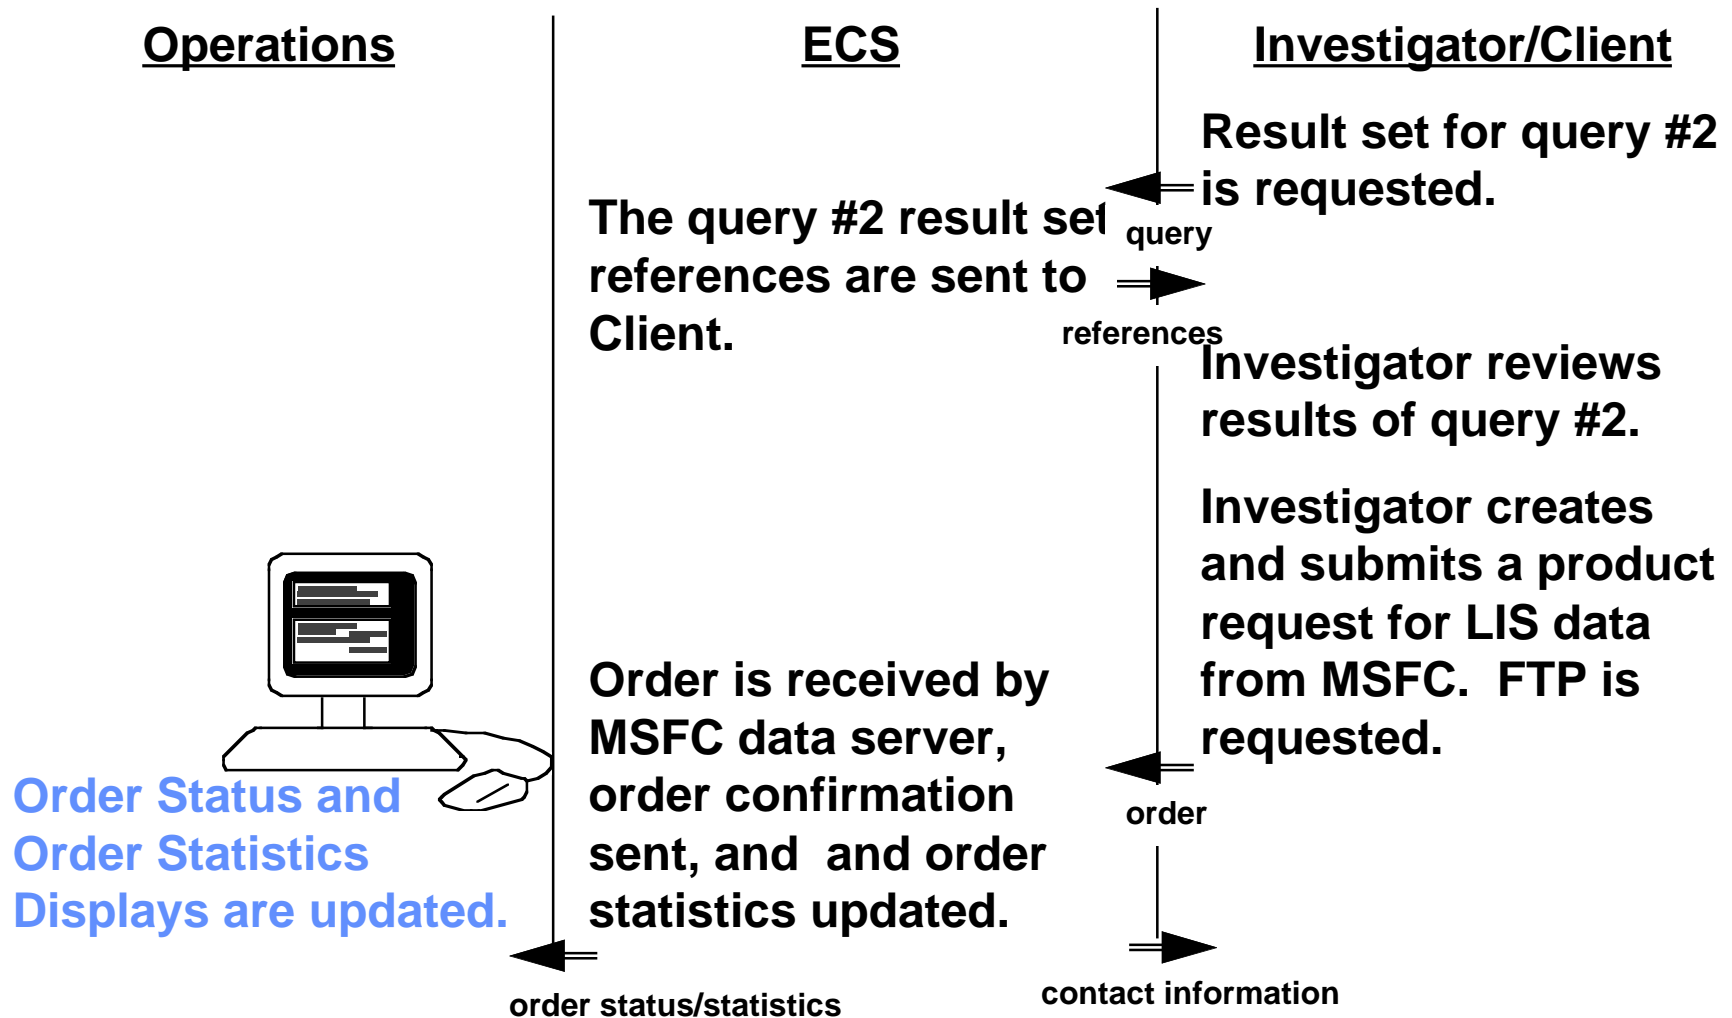 Operations
ECS
Investigator/Client
Result set for query #2
is requested.
query
The query #2 result set
references are sent to
Client.
references
Investigator reviews
results of query #2.
Investigator creates
and submits a product
request for LIS data
from MSFC.  FTP is
requested.
order
Order is received by
MSFC data server,
order confirmation
sent, and  and order
statistics updated.
Order Status and
Order Statistics
Displays are updated.
order status/statistics
contact information